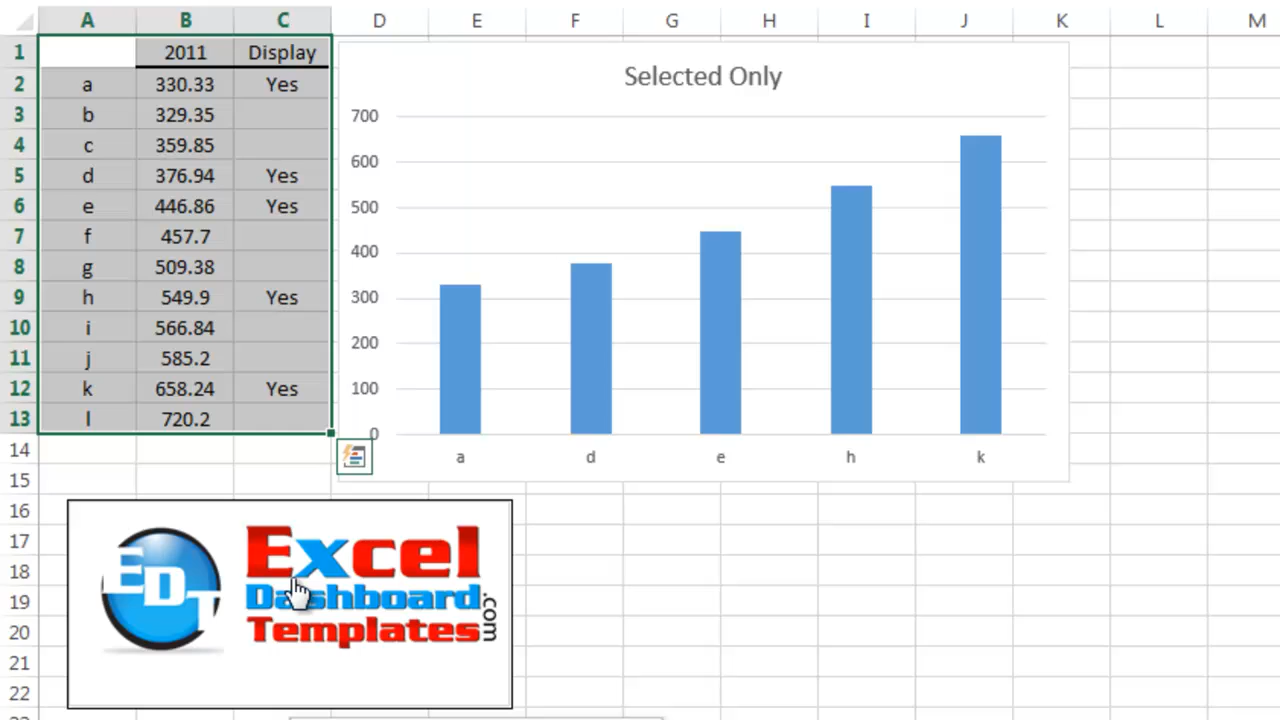 A B C D E F G H I J K L M
1 2011 Display
2 a 330.33 Yes
3 b 329.35
4 c 359.85
5 d 376.94 Yes
6 e 446.86 Yes
7 f 457.7
8 g 509.38
9 h 549.9 Yes
10 i 566.84
11 j 585.2
12 k 658.24 Yes
13 l 720.2
14
15
16
17
18
19
20
21
22
Selected Only
700
600
500
400
300
200
100
0
a d e h k
EDT
Excel
Dashboard
Templates
.com